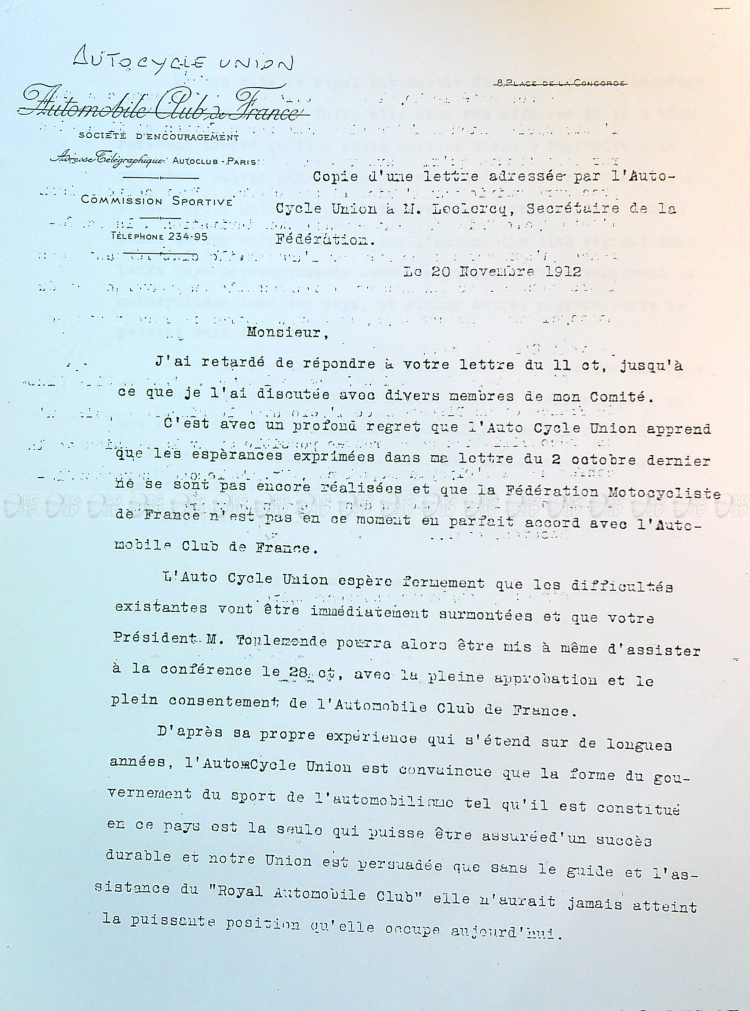 AUTOCYCLE UNION
Automobile Club de France
8, PLACE DE LA CONCORDE
SOCIÉTÉ D'ENCOURAGEMENT
Adresse Télégraphique: AUTOCLUB-PARIS
COMMISSION SPORTIVE
TÉLÉPHONE 234-95
Copie d'une lettre adressée par l'Auto-
Cycle Union à M. Leclercq, Secrétaire de la
Fédération.
Le 20 Novembre 1912
Monsieur,
J'ai retardé de répondre à votre lettre du 11 ct, jusqu'à
ce que je l'ai discutée avec divers membres de mon Comité.
C'est avec un profond regret que l'Auto Cycle Union apprend
que les espérances exprimées dans ma lettre du 2 octobre dernier
ne se sont pas encore réalisées et que la Fédération Motocycliste
de France n'est pas en ce moment en parfait accord avec l'Auto-
mobile Club de France.
L'Auto Cycle Union espère fermement que les difficultés
existantes vont être immédiatement surmontées et que votre
Président M. Toulemonde pourra alors être mis à même d'assister
à la conférence le 28 ct, avec la pleine approbation et le
plein consentement de l'Automobile Club de France.
D'après sa propre expérience qui s'étend sur de longues
années, l'Auto Cycle Union est convaincue que la forme du gou-
vernement du sport de l'automobilisme tel qu'il est constitué
en ce pays est la seule qui puisse être assuréed'un succès
durable et notre Union est persuadée que sans le guide et l'as-
sistance du "Royal Automobile Club" elle n'aurait jamais atteint
la puissante position qu'elle occupe aujourd'hui.